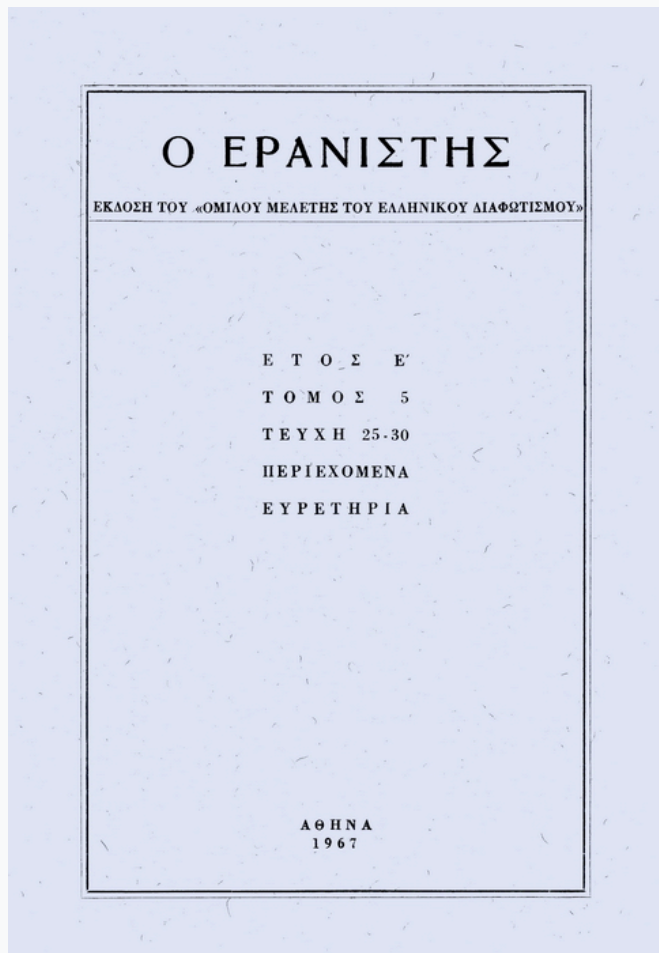 Ο ΕΡΑΝΙΣΤΗΣ
ΕΚΔΟΣΗ ΤΟΥ «ΟΜΙΛΟΥ ΜΕΛΕΤΗΣ ΤΟΥ ΕΛΛΗΝΙΚΟΥ ΔΙΑΦΩΤΙΣΜΟΥ»
ΕΤΟΣ Ε΄
ΤΟΜΟΣ 5
ΤΕΥΧΗ 25-30
ΠΕΡΙΕΧΟΜΕΝΑ
ΕΥΡΕΤΗΡΙΑ
ΑΘΗΝΑ
1967